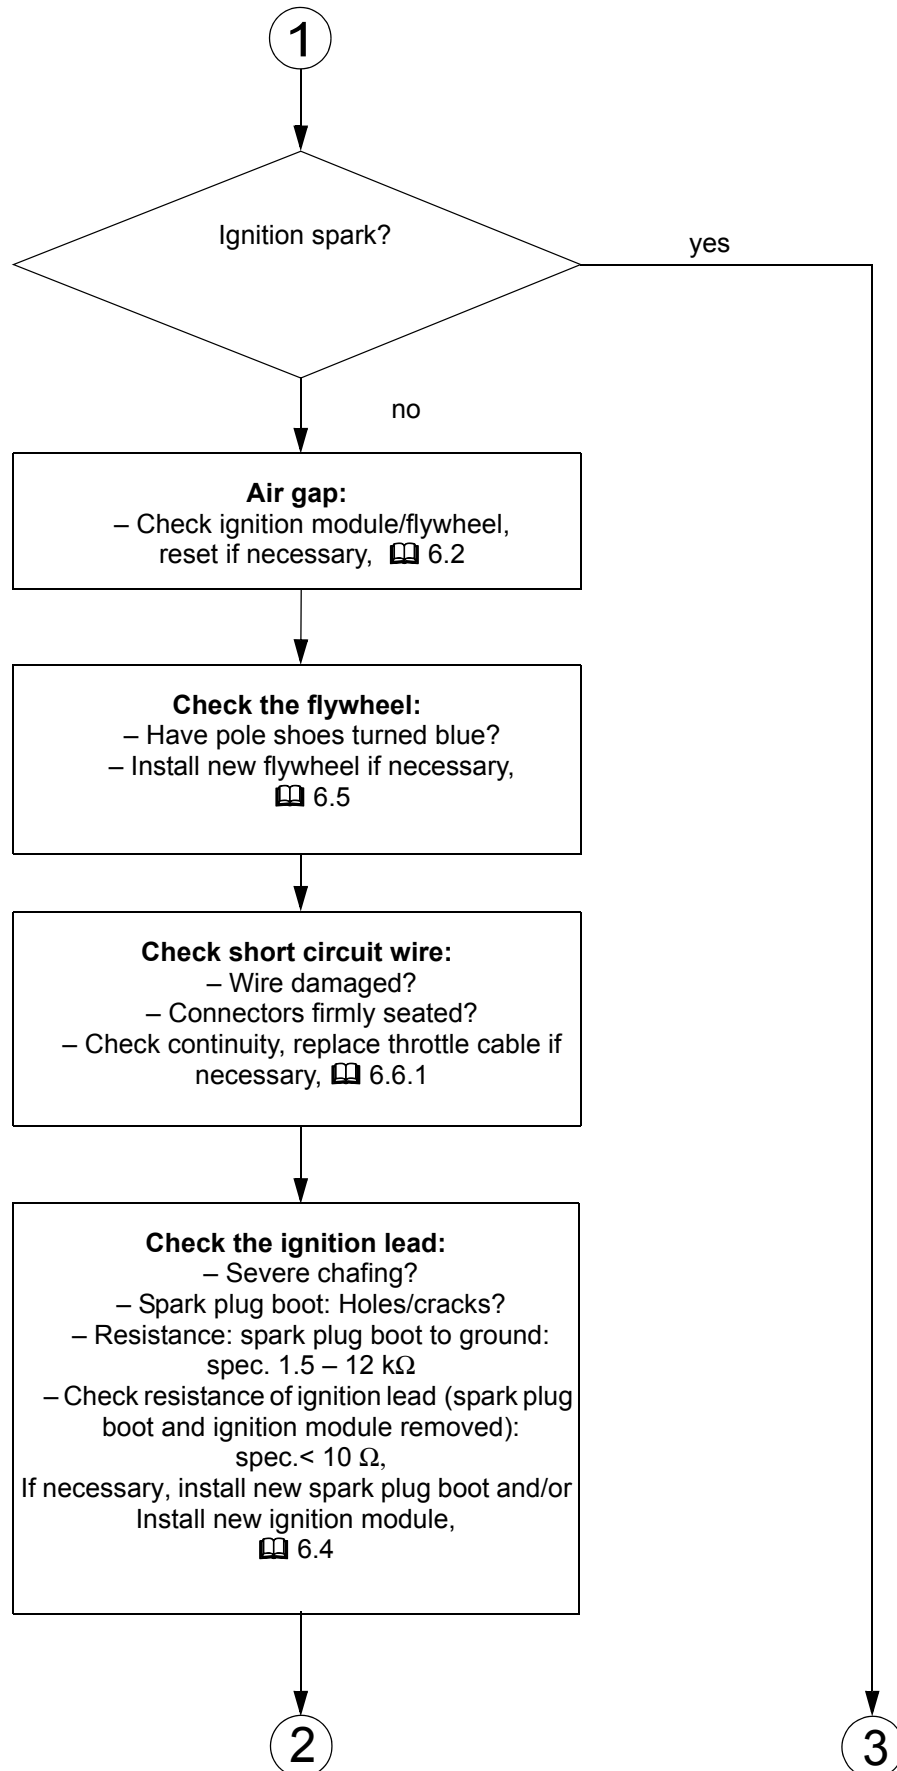 1
Ignition spark?
yes
no
Air gap:
– Check ignition module/flywheel,
reset if necessary, 6.2
Check the flywheel:
– Have pole shoes turned blue?
– Install new flywheel if necessary,
6.5
Check short circuit wire:
– Wire damaged?
– Connectors firmly seated?
– Check continuity, replace throttle cable if
necessary, 6.6.1
Check the ignition lead:
– Severe chafing?
– Spark plug boot: Holes/cracks?
– Resistance: spark plug boot to ground:
spec. 1.5 – 12 kΩ
– Check resistance of ignition lead (spark plug
boot and ignition module removed):
spec.< 10 Ω,
If necessary, install new spark plug boot and/or
Install new ignition module,
6.4
2
3